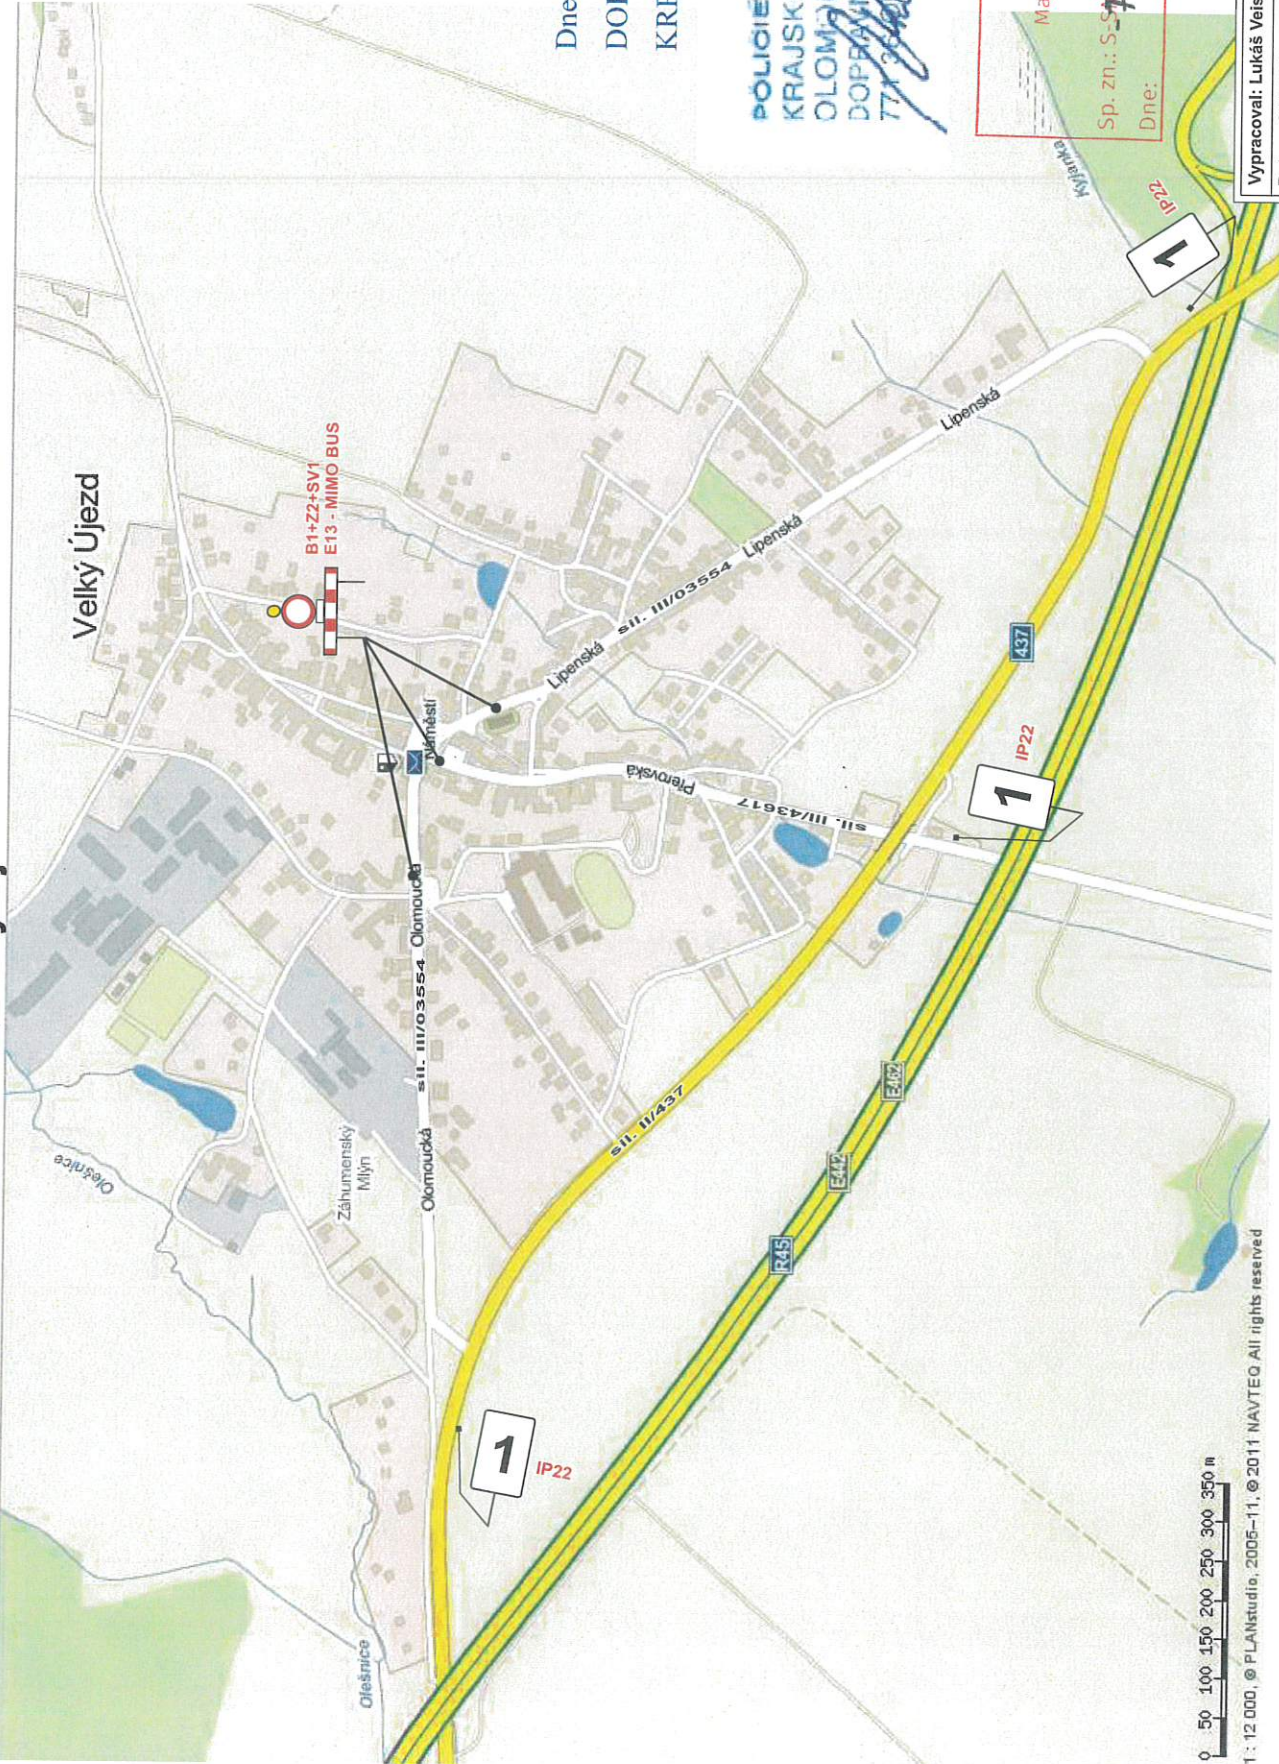 Velký Újezd
B1+Z2+SV1
E13 - MIMO BUS
Náměstí
Olomoucká
sil. III/03554
Olomoucká
Lipenská
sil. III/03554
Lipenská
Lipenská
Přerovská
sil. III/43617
sil. II/437
437
R45
E442
E462
Záhumenský
Mlýn
Olešnice
Olešnice
Kyjanka
1
IP22
1
IP22
1
IP22
Dne
POLICIE
KRAJSK
DOPRAV
Sp. zn.: S-
Dne:
Vypracoval: Lukáš Veis
0 50 100 150 200 250 300 350 m
1 : 12 000, © PLANstudio, 2005–11, © 2011 NAVTEQ All rights reserved